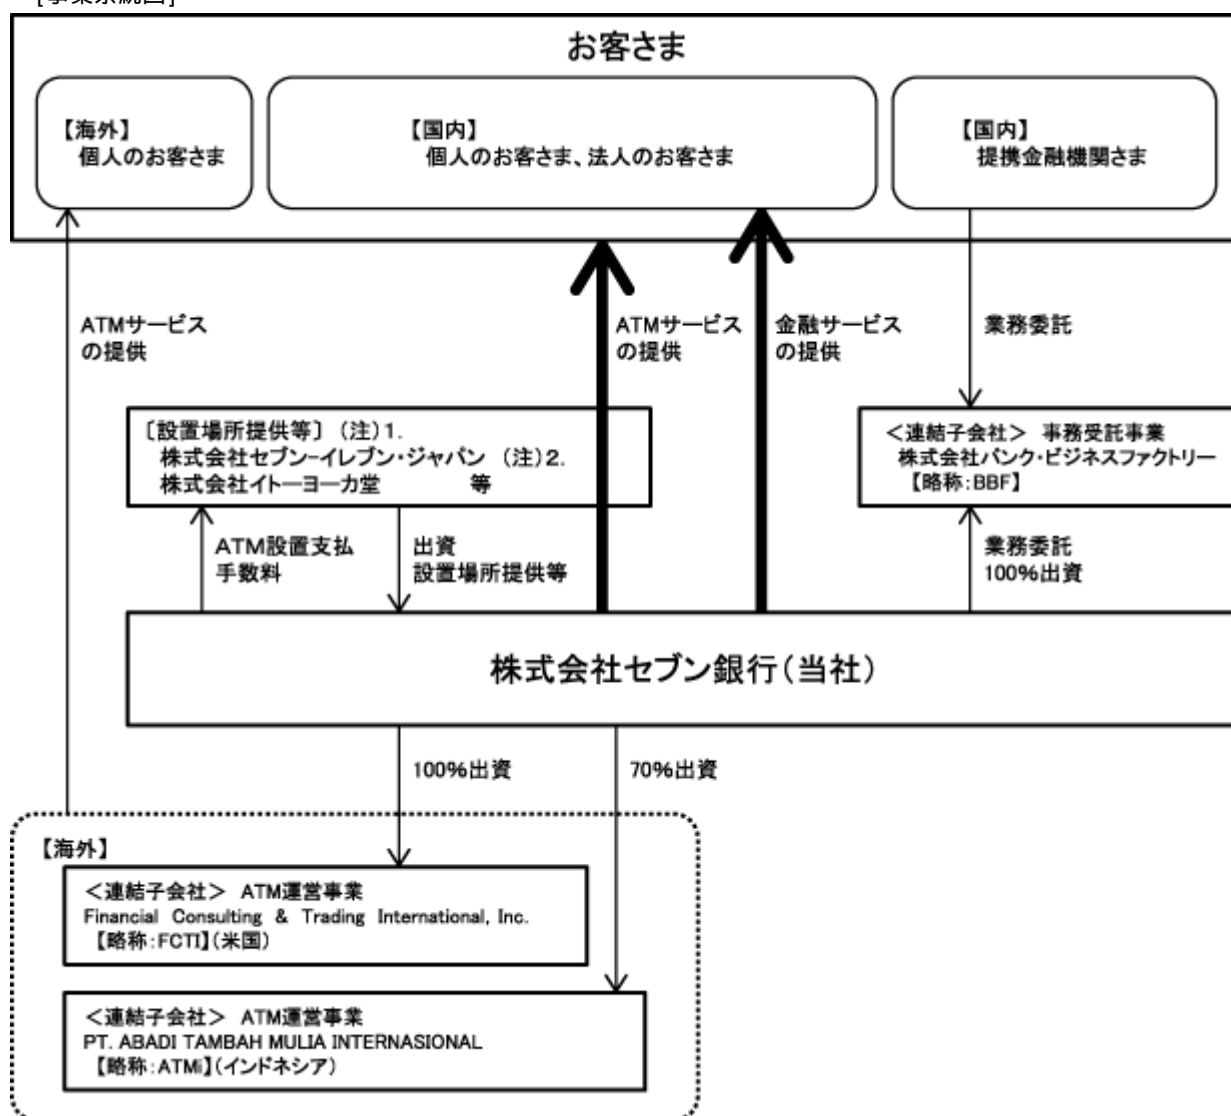 [事業系統図]
お客さま
【海外】
個人のお客さま
【国内】
個人のお客さま、法人のお客さま
【国内】
提携金融機関さま
ATMサービス
の提供
ATMサービス
の提供
金融サービス
の提供
業務委託
〔設置場所提供等〕 (注)1.
株式会社セブン-イレブン・ジャパン (注)2.
株式会社イトーヨーカ堂 等
<連結子会社> 事務受託事業
株式会社バンク・ビジネスファクトリー
【略称:BBF】
ATM設置支払
手数料
出資
設置場所提供等
業務委託
100%出資
株式会社セブン銀行(当社)
100%出資
70%出資
【海外】
<連結子会社> ATM運営事業
Financial Consulting & Trading International, Inc.
【略称:FCTI】(米国)
<連結子会社> ATM運営事業
PT. ABADI TAMBAH MULIA INTERNASIONAL
【略称:ATMi】(インドネシア)